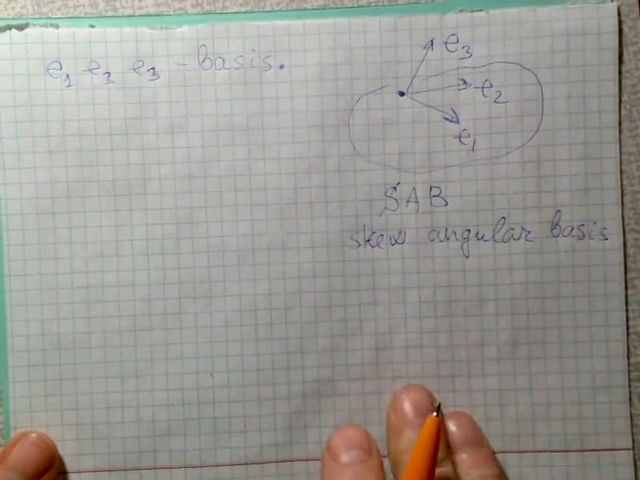 e₁ e₂ e₃ – basis.
e₃
e₂
e₁
SAB
skew angular basis